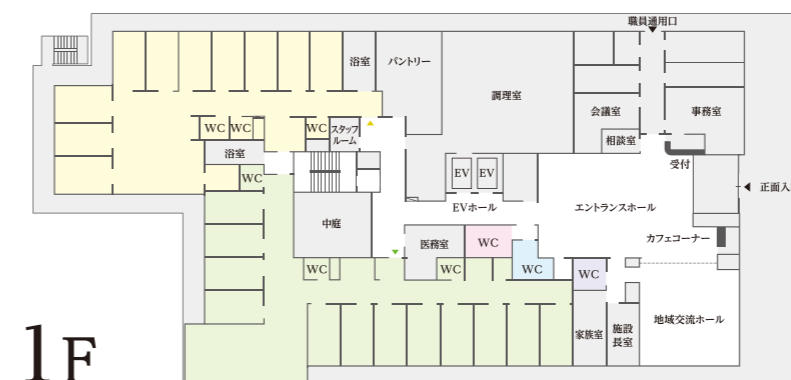 職員通用口
浴室
パントリー
調理室
会議室
事務室
WC
WC
WC
スタッフ
ルーム
相談室
受付
浴室
WC
EV
EV
正面入
EVホール
エントランスホール
中庭
医務室
WC
カフェコーナー
WC
WC
WC
WC
地域交流ホール
家族室
施設
長室
1F